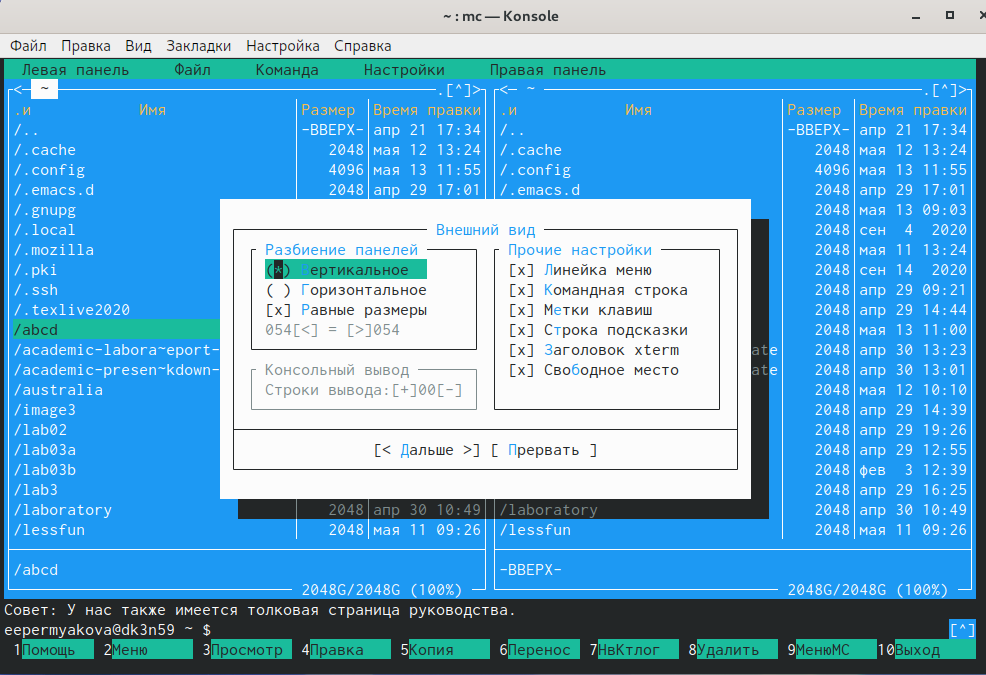 ~ : mc — Konsole
Файл Правка Вид Закладки Настройка Справка
Левая панель Файл Команда Настройки Правая панель
<─ ~ .[^]> <─ ~ .[^]>
.и Имя Размер Время правки .и Имя Размер Время правки
/.. -ВВЕРХ- апр 21 17:34 /.. -ВВЕРХ- апр 21 17:34
/.cache 2048 мая 12 13:24 /.cache 2048 мая 12 13:24
/.config 4096 мая 13 11:55 /.config 4096 мая 13 11:55
/.emacs.d 2048 апр 29 17:01 /.emacs.d 2048 апр 29 17:01
/.gnupg 2048 мая 13 09:03
/.local Внешний вид 2048 сен 4 2020
/.mozilla Разбиение панелей Прочие настройки 2048 мая 11 13:24
/.pki (*) Вертикальное [x] Линейка меню 2048 сен 14 2020
/.ssh ( ) Горизонтальное [x] Командная строка 2048 апр 29 09:21
/.texlive2020 [x] Равные размеры [x] Метки клавиш 2048 апр 29 14:44
/abcd 054[<] = [>]054 [x] Строка подсказки 2048 мая 13 11:00
/academic-labora~eport- [x] Заголовок xterm ate 2048 апр 30 13:23
/academic-presen~kdown- Консольный вывод [x] Свободное место ate 2048 апр 30 13:01
/australia Строки вывода:[+]00[-] 2048 мая 12 10:10
/image3 2048 апр 29 14:39
/lab02 2048 апр 29 19:26
/lab03a [< Дальше >] [ Прервать ] 2048 апр 29 12:55
/lab03b 2048 фев 3 12:39
/lab3 2048 апр 29 16:25
/laboratory 2048 апр 30 10:49 /laboratory 2048 апр 30 10:49
/lessfun 2048 мая 11 09:26 /lessfun 2048 мая 11 09:26
/abcd -ВВЕРХ-
2048G/2048G (100%) 2048G/2048G (100%)
Совет: У нас также имеется толковая страница руководства.
eepermyakova@dk3n59 ~ $ [^]
1Помощь 2Меню 3Просмотр 4Правка 5Копия 6Перенос 7НвКтлог 8Удалить 9МенюМС 10Выход